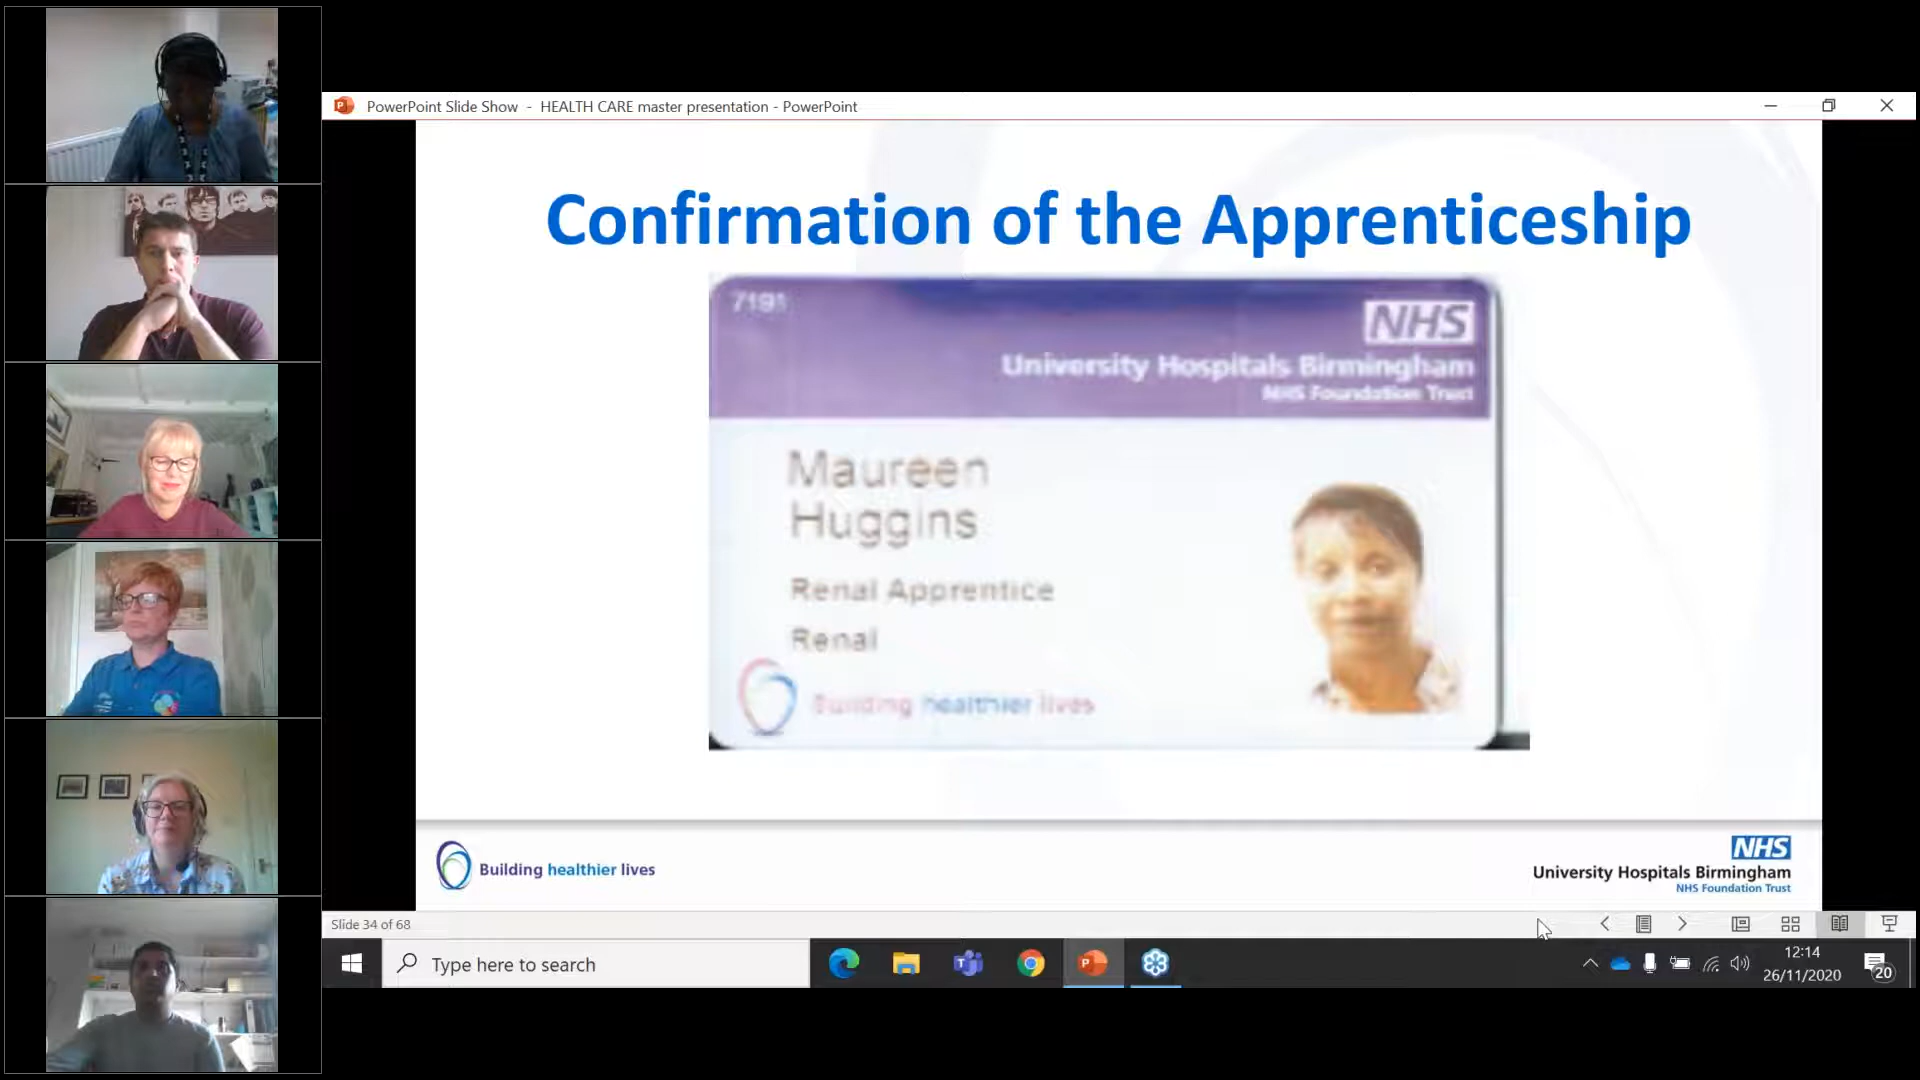 PowerPoint Slide Show - HEALTH CARE master presentation - PowerPoint
Confirmation of the Apprenticeship
7191
NHS
University Hospitals Birmingham
NHS Foundation Trust
Maureen
Huggins
Renal Apprentice
Renal
Building healthier lives
Building healthier lives
NHS
University Hospitals Birmingham
NHS Foundation Trust
Slide 34 of 68
Type here to search
12:14
26/11/2020
20